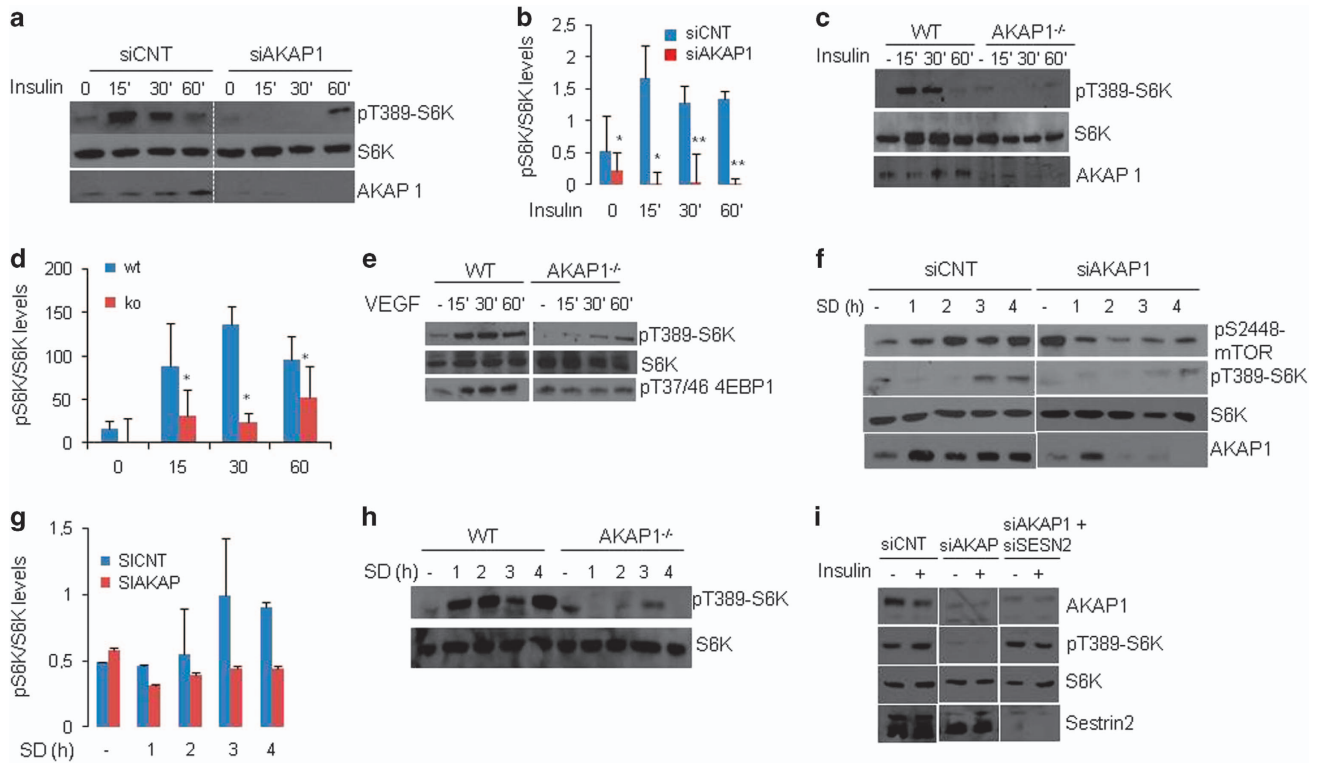 a
siCNT siAKAP1
Insulin 0 15' 30' 60' 0 15' 30' 60'
pT389-S6K
S6K
AKAP 1
b
2.5
2
1.5
1
0.5
0
pS6K/S6K levels
siCNT
siAKAP1
* * ** **
Insulin 0 15' 30' 60'
c
WT AKAP1-/-
Insulin - 15' 30' 60' - 15' 30' 60'
pT389-S6K
S6K
AKAP 1
d
200
150
100
50
0
pS6K/S6K levels
wt
ko
* * *
0 15 30 60
e
WT AKAP1-/-
VEGF - 15' 30' 60' - 15' 30' 60'
pT389-S6K
S6K
pT37/46 4EBP1
f
siCNT siAKAP1
SD (h) - 1 2 3 4 - 1 2 3 4
pS2448-
mTOR
pT389-S6K
S6K
AKAP1
g
1,5
1
0.5
0
pS6K/S6K levels
SICNT
SIAKAP
SD (h) - 1 2 3 4
h
WT AKAP1-/-
SD (h) - 1 2 3 4 - 1 2 3 4
pT389-S6K
S6K
i
siCNT siAKAP siAKAP1 +
siSESN2
Insulin - + - + - +
AKAP1
pT389-S6K
S6K
Sestrin2